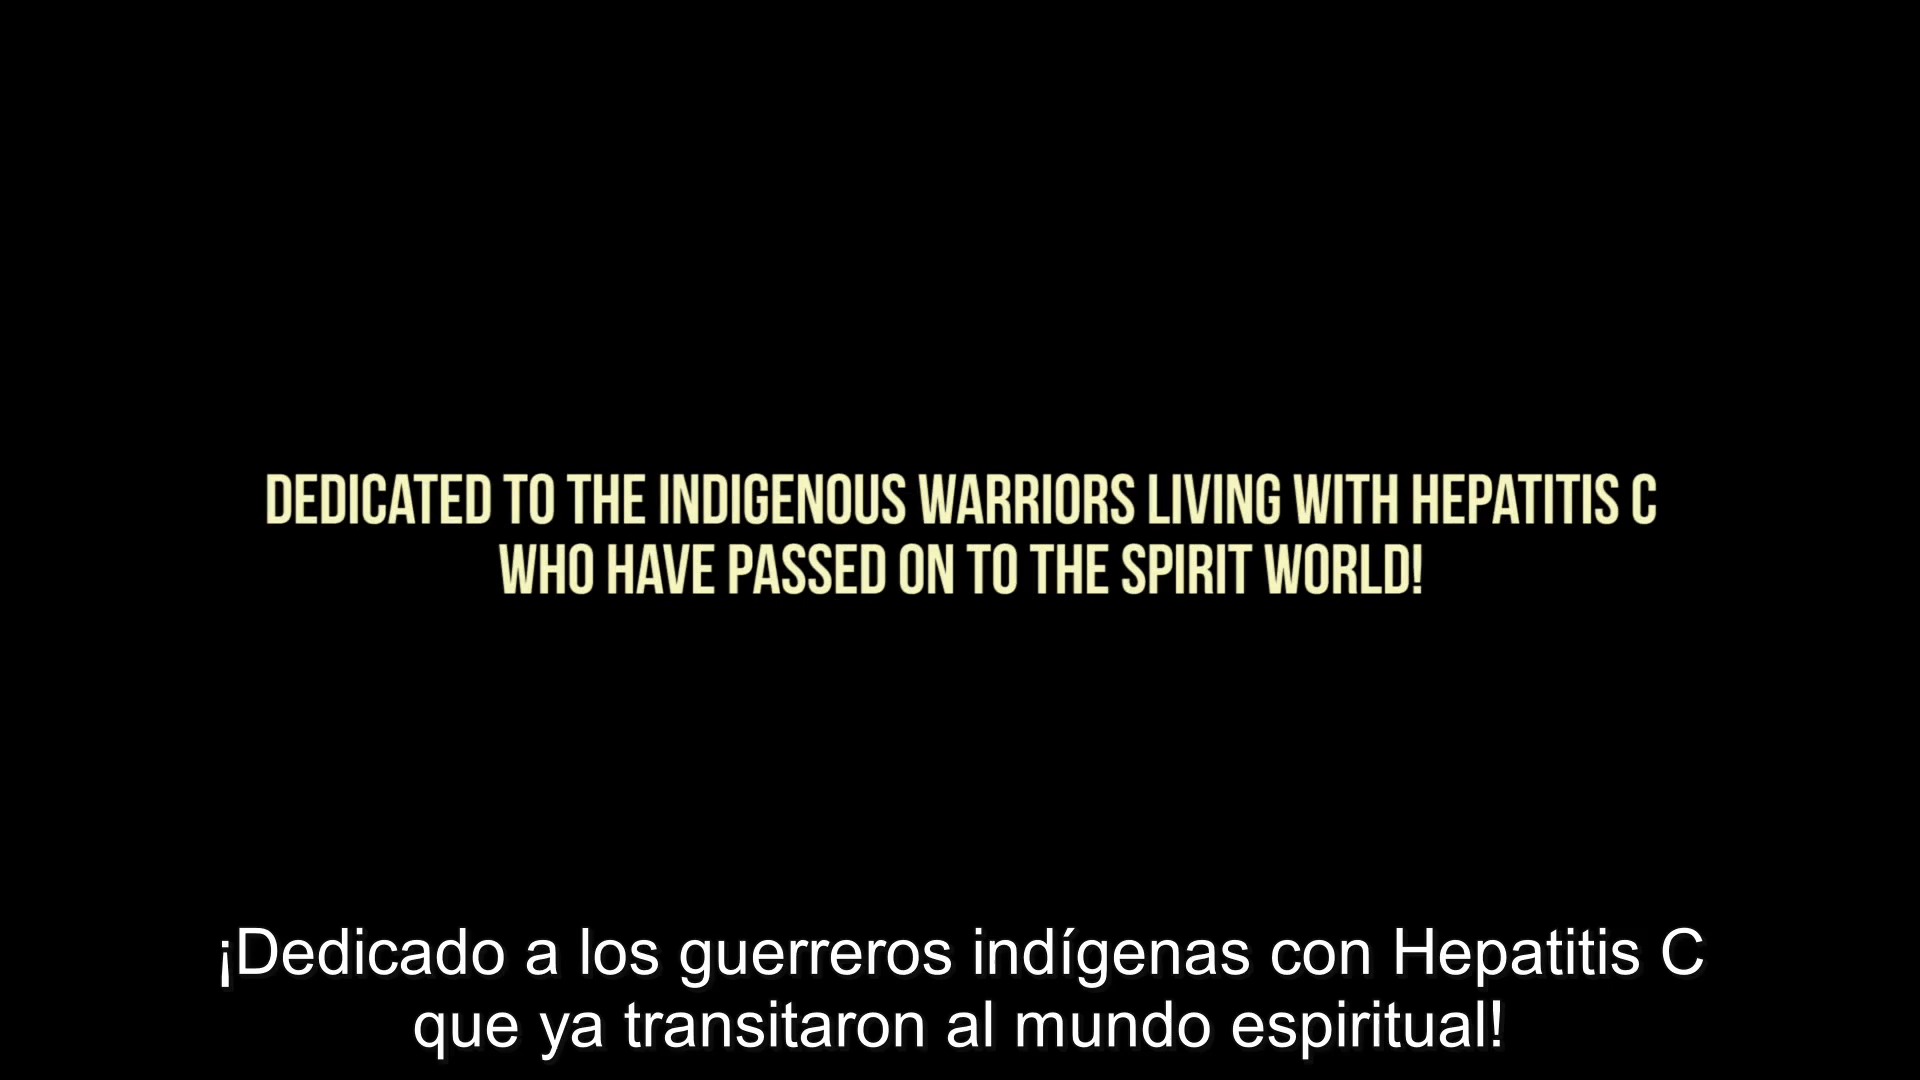 DEDICATED TO THE INDIGENOUS WARRIORS LIVING WITH HEPATITIS C
WHO HAVE PASSED ON TO THE SPIRIT WORLD!
¡Dedicado a los guerreros indígenas con Hepatitis C
que ya transitaron al mundo espiritual!